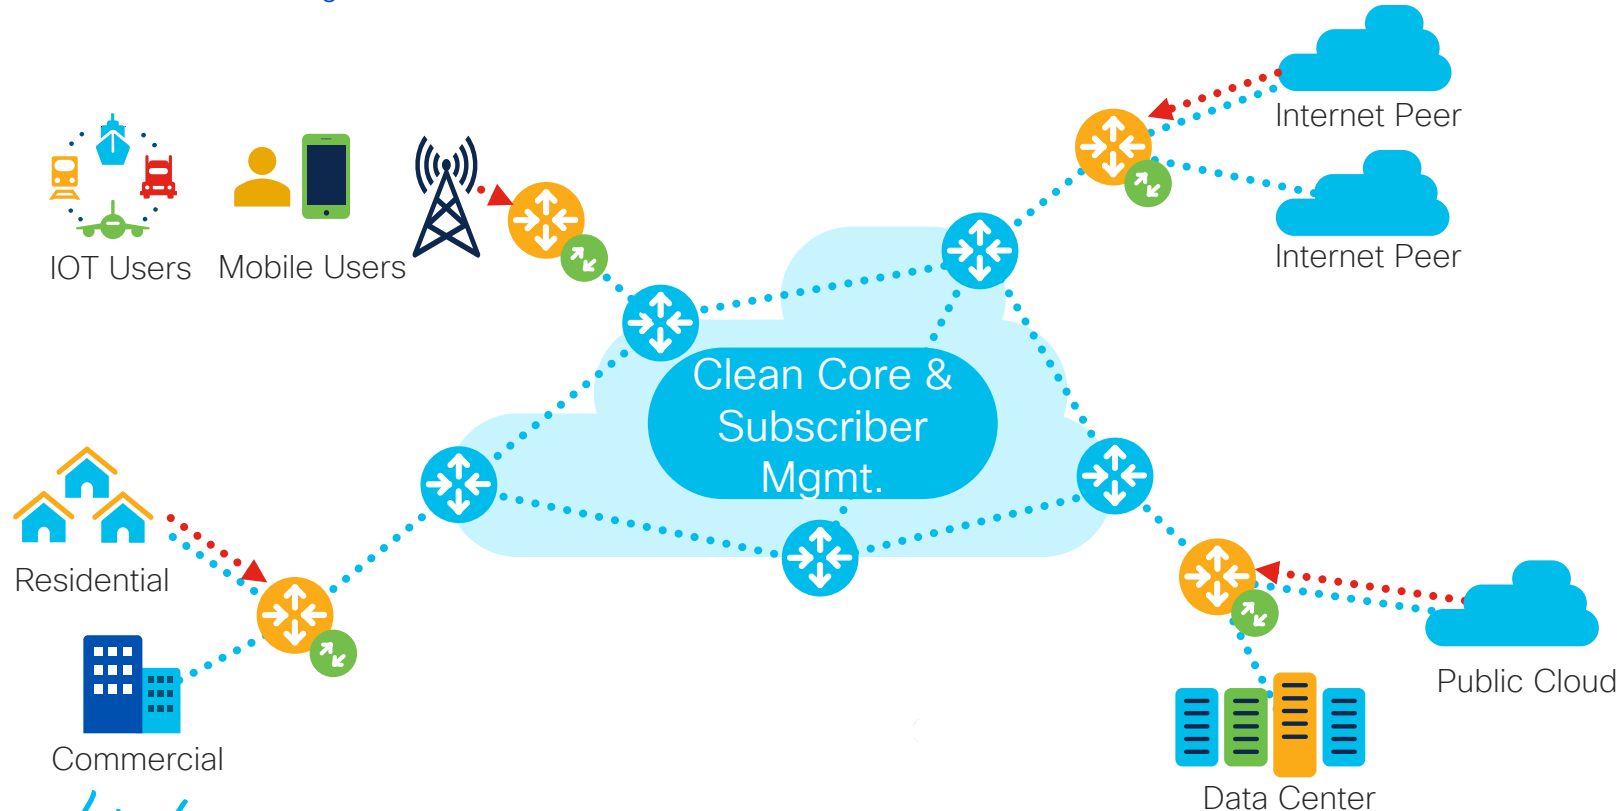 Internet Peer
IOT Users
Mobile Users
Internet Peer
Clean Core &
Subscriber
Mgmt.
Residential
Public Cloud
Commercial
Data Center